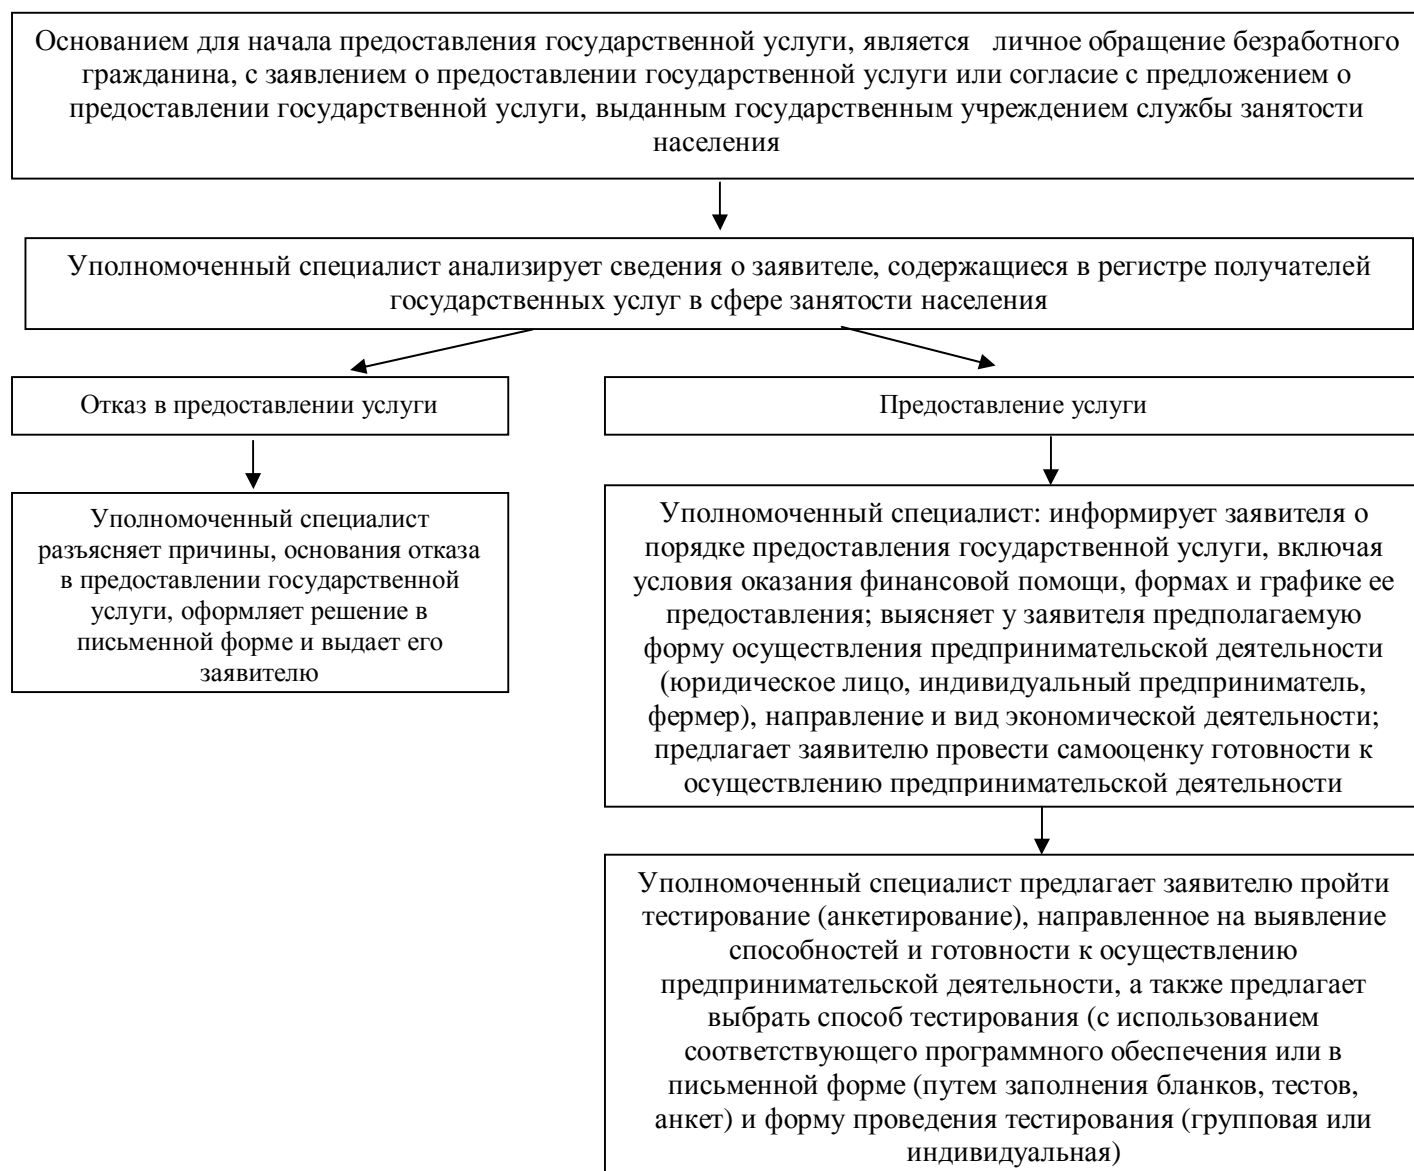 Основанием для начала предоставления государственной услуги, является личное обращение безработного
гражданина, с заявлением о предоставлении государственной услуги или согласие с предложением о
предоставлении государственной услуги, выданным государственным учреждением службы занятости
населения
Уполномоченный специалист анализирует сведения о заявителе, содержащиеся в регистре получателей
государственных услуг в сфере занятости населения
Отказ в предоставлении услуги
Предоставление услуги
Уполномоченный специалист
разъясняет причины, основания отказа
в предоставлении государственной
услуги, оформляет решение в
письменной форме и выдает его
заявителю
Уполномоченный специалист: информирует заявителя о
порядке предоставления государственной услуги, включая
условия оказания финансовой помощи, формах и графике ее
предоставления; выясняет у заявителя предполагаемую
форму осуществления предпринимательской деятельности
(юридическое лицо, индивидуальный предприниматель,
фермер), направление и вид экономической деятельности;
предлагает заявителю провести самооценку готовности к
осуществлению предпринимательской деятельности
Уполномоченный специалист предлагает заявителю пройти
тестирование (анкетирование), направленное на выявление
способностей и готовности к осуществлению
предпринимательской деятельности, а также предлагает
выбрать способ тестирования (с использованием
соответствующего программного обеспечения или в
письменной форме (путем заполнения бланков, тестов,
анкет) и форму проведения тестирования (групповая или
индивидуальная)